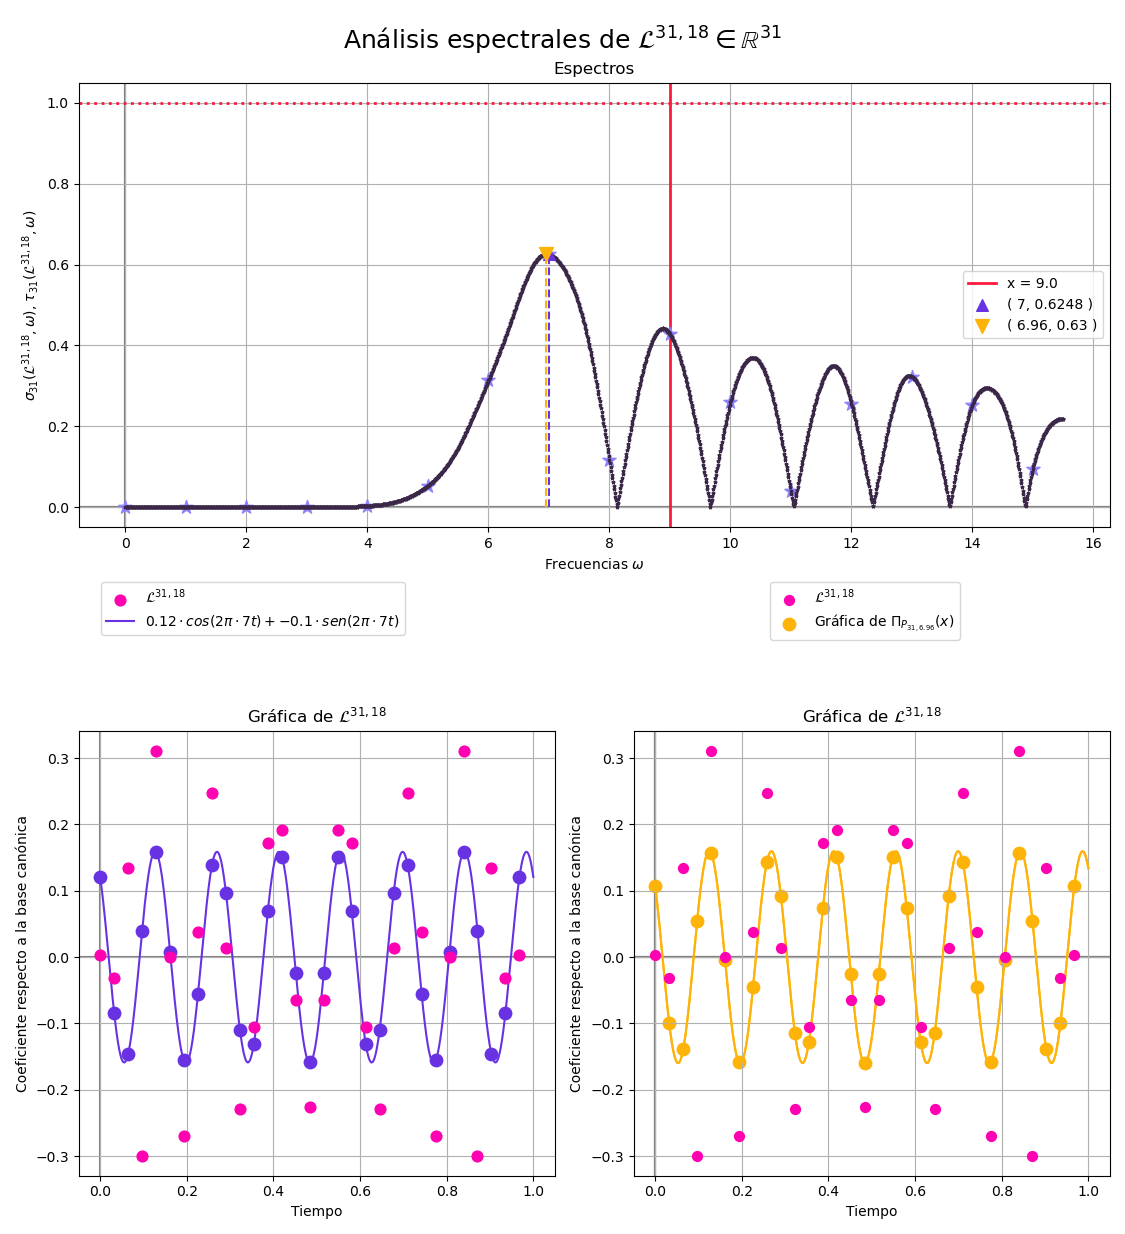 Análisis espectrales de 𝓛^{31,18} ∈ ℝ^{31}
Espectros
σ_{31}(𝓛^{31,18}, ω), τ_{31}(𝓛^{31,18}, ω)
1.0
0.8
0.6
0.4
0.2
0.0
x = 9.0
( 7, 0.6248 )
( 6.96, 0.63 )
0 2 4 6 8 10 12 14 16
Frecuencias ω
𝓛^{31,18}
0.12 · cos(2π · 7t) + −0.1 · sen(2π · 7t)
𝓛^{31,18}
Gráfica de Π_{P_{31,6.96}}(x)
Gráfica de 𝓛^{31,18}
Coeficiente respecto a la base canónica
0.3
0.2
0.1
0.0
−0.1
−0.2
−0.3
0.0 0.2 0.4 0.6 0.8 1.0
Tiempo
Gráfica de 𝓛^{31,18}
Coeficiente respecto a la base canónica
0.3
0.2
0.1
0.0
−0.1
−0.2
−0.3
0.0 0.2 0.4 0.6 0.8 1.0
Tiempo